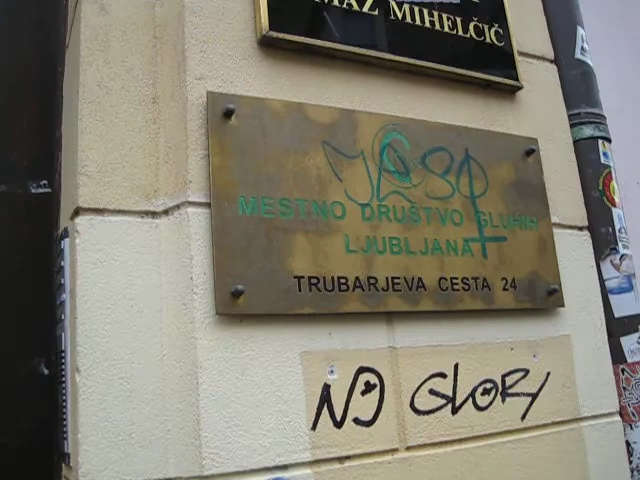 MIHELČIČ
MESTNO DRUŠTVO GLUHIH
LJUBLJANA
TRUBARJEVA CESTA 24
NO GLORY